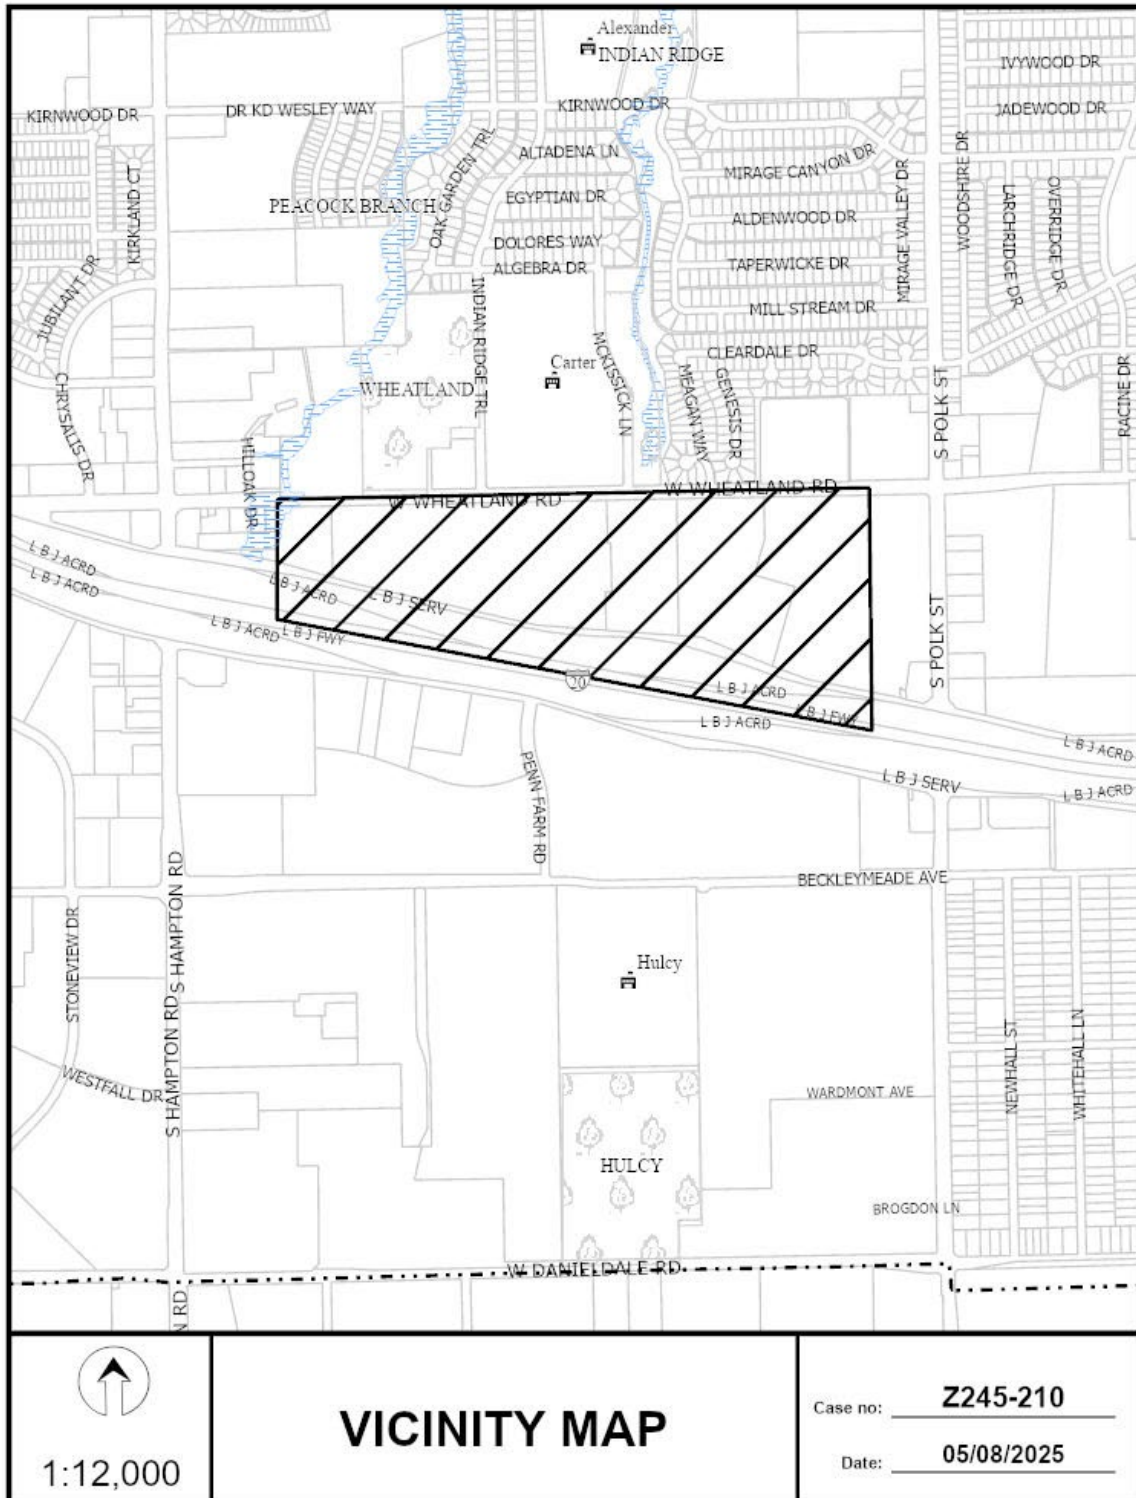 Alexander
INDIAN RIDGE
IVYWOOD DR
KIRNWOOD DR
DR KD WESLEY WAY
KIRNWOOD DR
JADEWOOD DR
ALTADENA LN
MIRAGE CANYON DR
KIRKLAND CT
OAK GARDEN TRL
EGYPTIAN DR
MIRAGE VALLEY DR
WOODSHIRE DR
LARCHRIDGE DR
OVERRIDGE DR
PEACOCK BRANCH
ALDENWOOD DR
DOLORES WAY
ALGEBRA DR
TAPERWICKE DR
JUBILANT DR
INDIAN RIDGE TRL
MILL STREAM DR
MCKISSICK LN
CLEARDALE DR
Carter
WHEATLAND
CHRYSALIS DR
MEAGAN WAY
GENESIS DR
S POLK ST
RACINE DR
HILLOAK DR
W WHEATLAND RD
W WHEATLAND RD
L B J ACRD
L B J ACRD
L B J ACRD
L B J SERV
L B J ACRD
L B J FWY
S POLK ST
20
L B J ACRD
L B J FWY
L B J ACRD
L B J ACRD
L B J SERV
L B J ACRD
PENN FARM RD
BECKLEYMEADE AVE
S HAMPTON RD
STONEVIEW DR
Hulcy
S HAMPTON RD
WESTFALL DR
WARDMONT AVE
NEWHALL ST
WHITEHALL LN
HULCY
BROGDON LN
W DANIELDALE RD
N RD
1:12,000
VICINITY MAP
Case no: Z245-210
Date: 05/08/2025